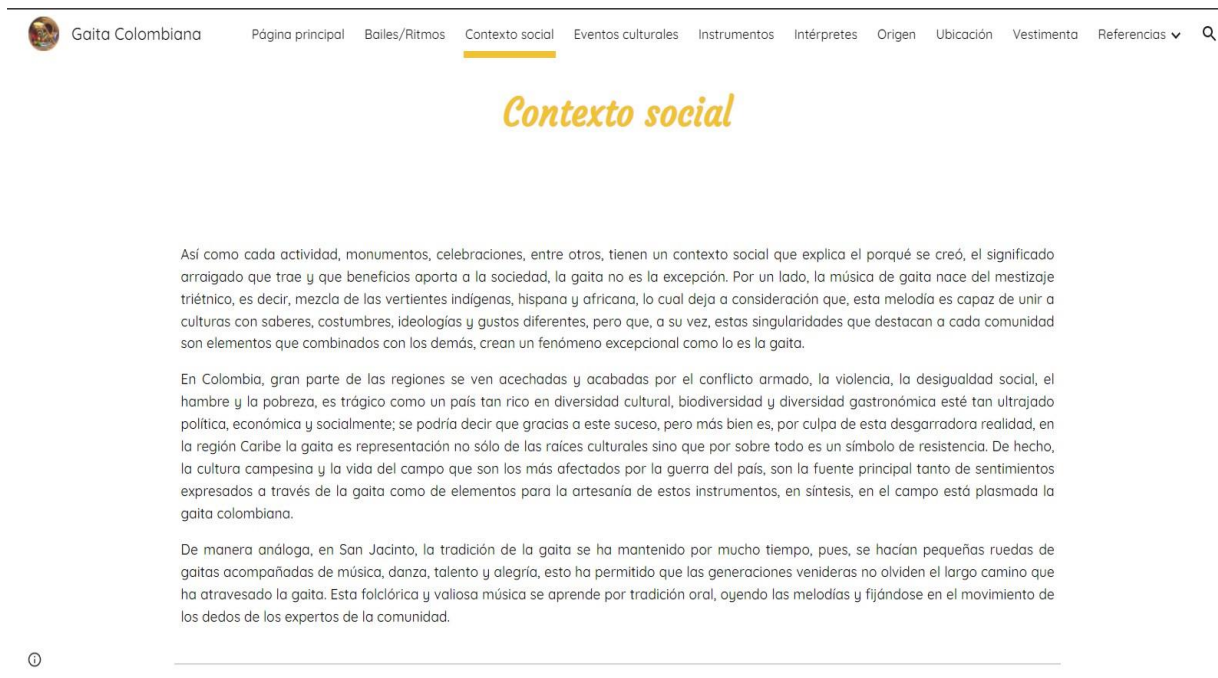 Gaita Colombiana
Página principal Bailes/Ritmos Contexto social Eventos culturales Instrumentos Intérpretes Origen Ubicación Vestimenta Referencias
Contexto social
Así como cada actividad, monumentos, celebraciones, entre otros, tienen un contexto social que explica el porqué se creó, el significado
arraigado que trae y que beneficios aporta a la sociedad, la gaita no es la excepción. Por un lado, la música de gaita nace del mestizaje
triétnico, es decir, mezcla de las vertientes indígenas, hispana y africana, lo cual deja a consideración que, esta melodía es capaz de unir a
culturas con saberes, costumbres, ideologías y gustos diferentes, pero que, a su vez, estas singularidades que destacan a cada comunidad
son elementos que combinados con los demás, crean un fenómeno excepcional como lo es la gaita.
En Colombia, gran parte de las regiones se ven acechadas y acabadas por el conflicto armado, la violencia, la desigualdad social, el
hambre y la pobreza, es trágico como un país tan rico en diversidad cultural, biodiversidad y diversidad gastronómica esté tan ultrajado
política, económica y socialmente; se podría decir que gracias a este suceso, pero más bien es, por culpa de esta desgarradora realidad, en
la región Caribe la gaita es representación no sólo de las raíces culturales sino que por sobre todo es un símbolo de resistencia. De hecho,
la cultura campesina y la vida del campo que son los más afectados por la guerra del país, son la fuente principal tanto de sentimientos
expresados a través de la gaita como de elementos para la artesanía de estos instrumentos, en síntesis, en el campo está plasmada la
gaita colombiana.
De manera análoga, en San Jacinto, la tradición de la gaita se ha mantenido por mucho tiempo, pues, se hacían pequeñas ruedas de
gaitas acompañadas de música, danza, talento y alegría, esto ha permitido que las generaciones venideras no olviden el largo camino que
ha atravesado la gaita. Esta folclórica y valiosa música se aprende por tradición oral, oyendo las melodías y fijándose en el movimiento de
los dedos de los expertos de la comunidad.